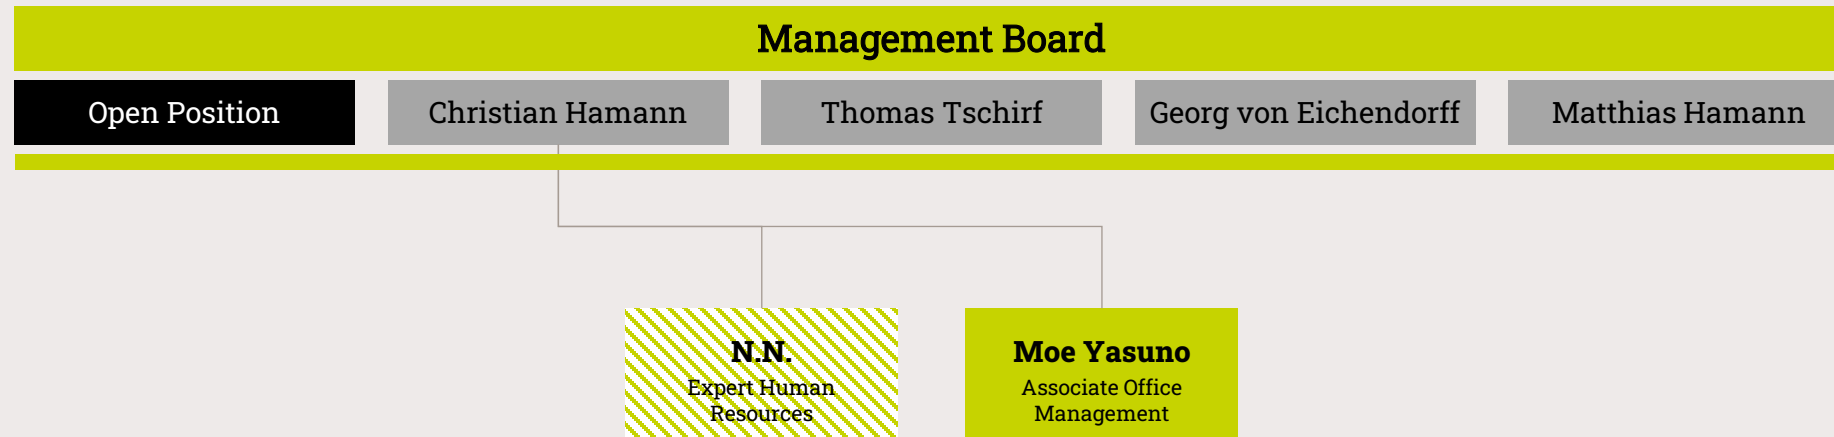 Management Board
Open Position
Christian Hamann
Thomas Tschirf
Georg von Eichendorff
Matthias Hamann
N.N.
Expert Human
Resources
Moe Yasuno
Associate Office
Management